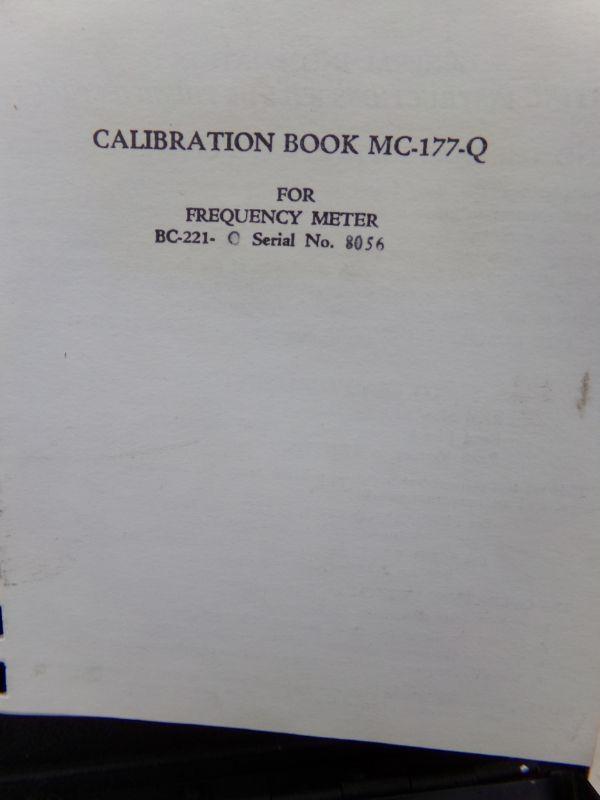 CALIBRATION BOOK MC-177-Q
FOR
FREQUENCY METER
BC-221- Serial No. 8056